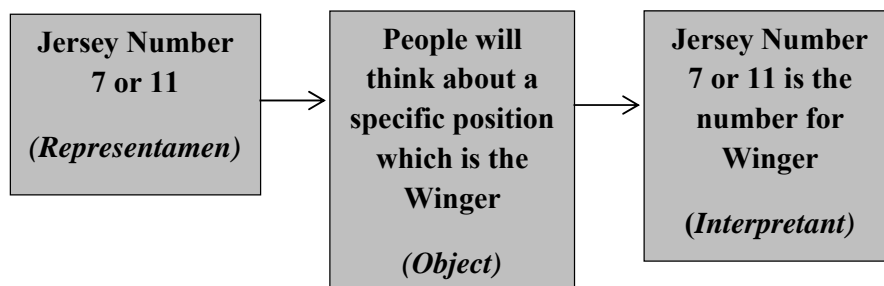 Jersey Number
7 or 11
(Representamen)
People will
think about a
specific position
which is the
Winger
(Object)
Jersey Number
7 or 11 is the
number for
Winger
(Interpretant)